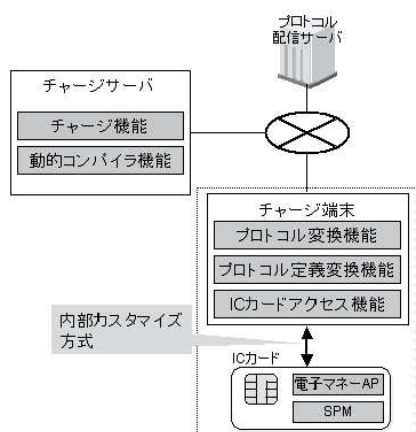 プロトコル
配信サーバ
チャージサーバ
チャージ機能
動的コンパイラ機能
チャージ端末
プロトコル変換機能
プロトコル定義変換機能
ICカードアクセス機能
内部カスタマイズ
方式
ICカード
電子マネーAP
SPM